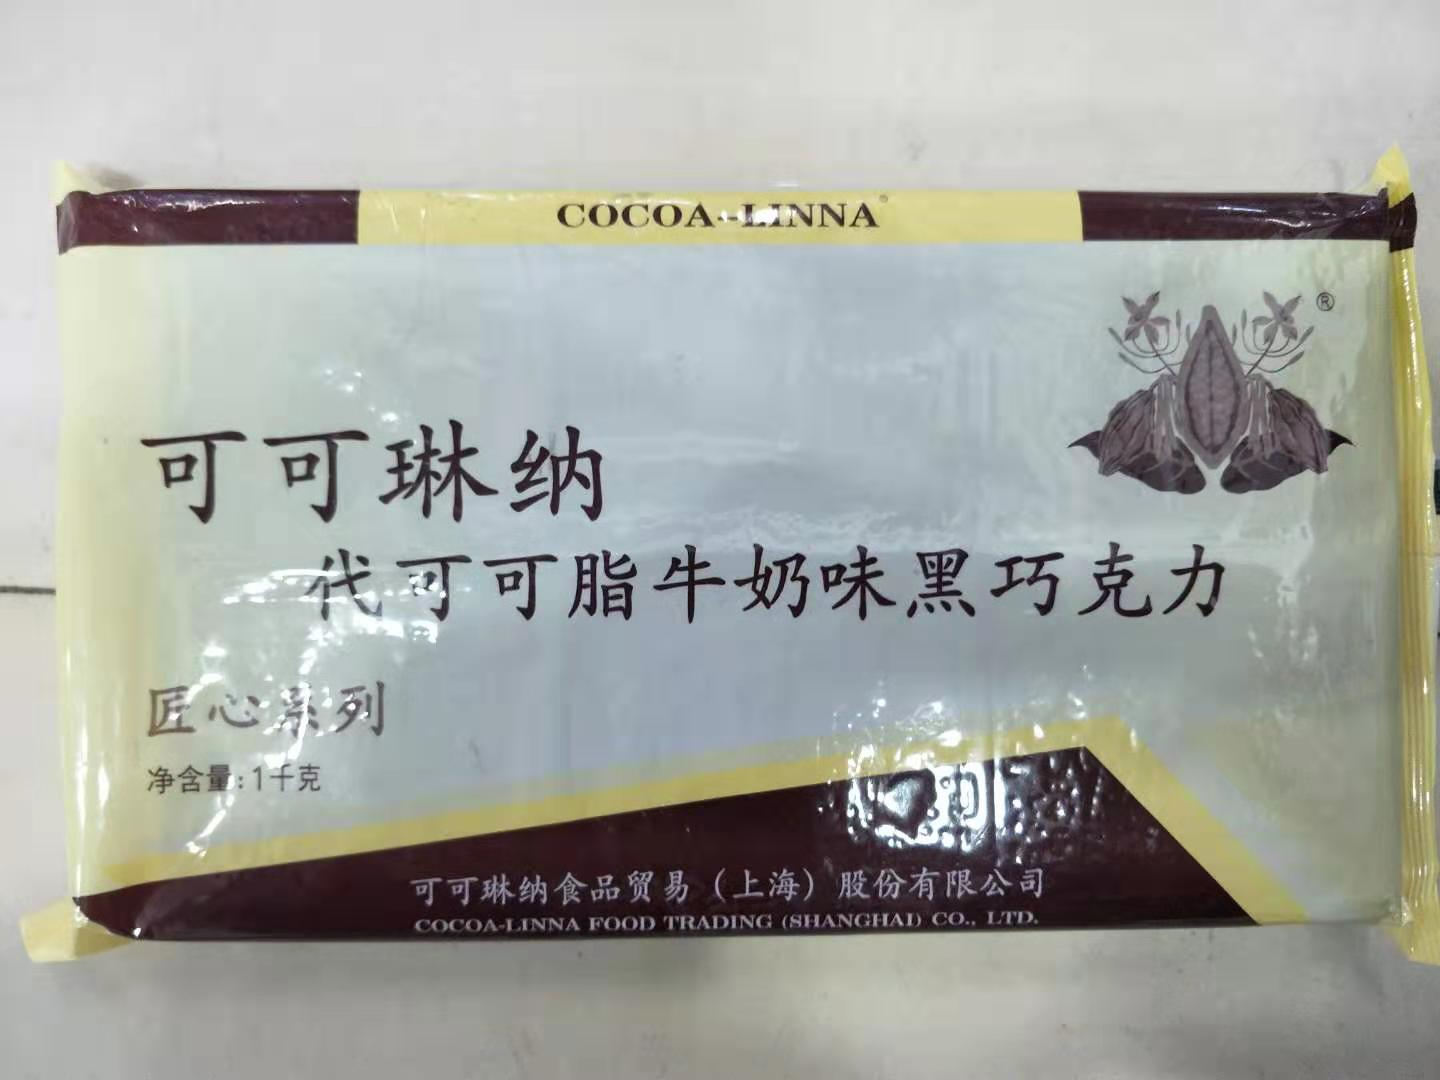 COCOA-LINNA®
®
可可琳纳
代可可脂牛奶味黑巧克力
匠心系列
净含量:1千克
可可琳纳食品贸易（上海）股份有限公司
COCOA-LINNA FOOD TRADING (SHANGHAI) CO., LTD.